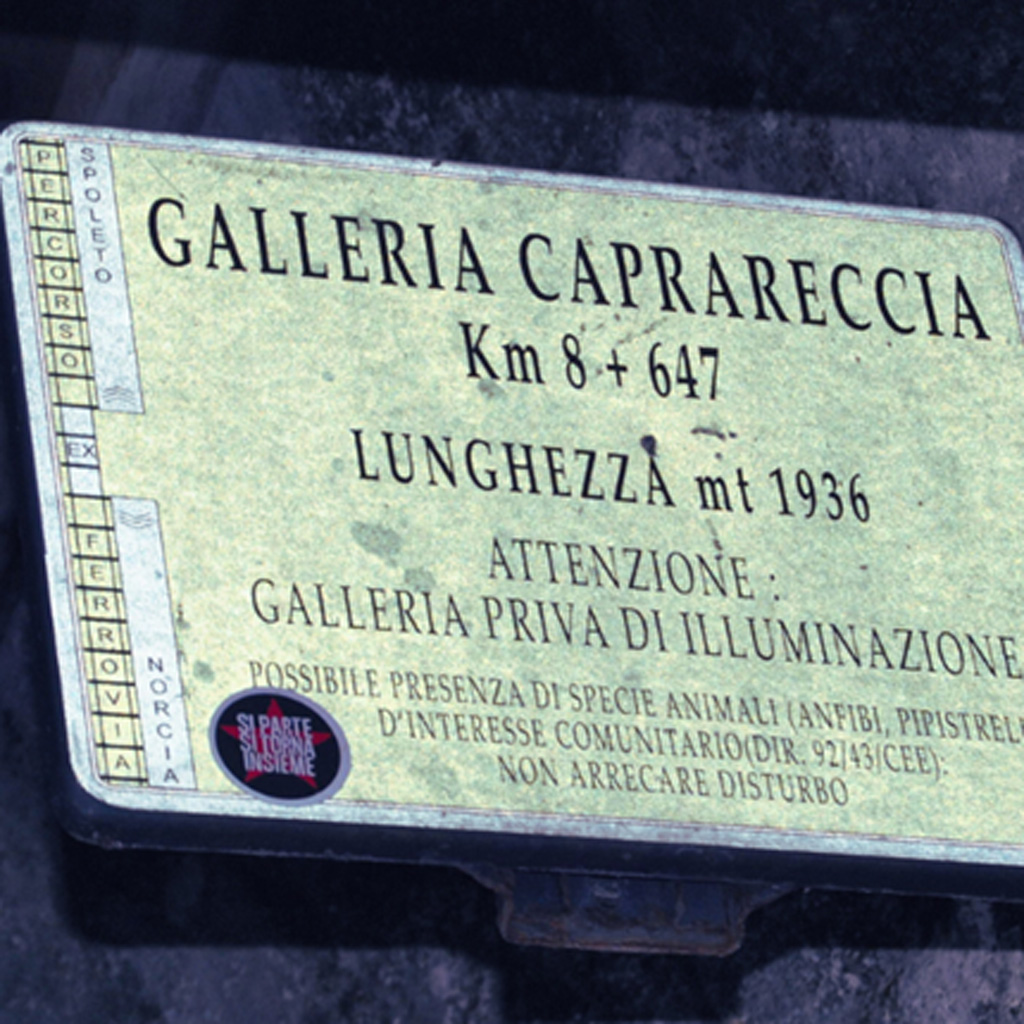 PERCORSO
EX
FERROVIA
SPOLETO
NORCIA
GALLERIA CAPRARECCIA
Km 8 + 647
LUNGHEZZA mt 1936
ATTENZIONE :
GALLERIA PRIVA DI ILLUMINAZIONE
POSSIBILE PRESENZA DI SPECIE ANIMALI (ANFIBI, PIPISTREL
D'INTERESSE COMUNITARIO(DIR. 92/43/CEE):
NON ARRECARE DISTURBO
SI PARTE
SI TORNA
INSIEME